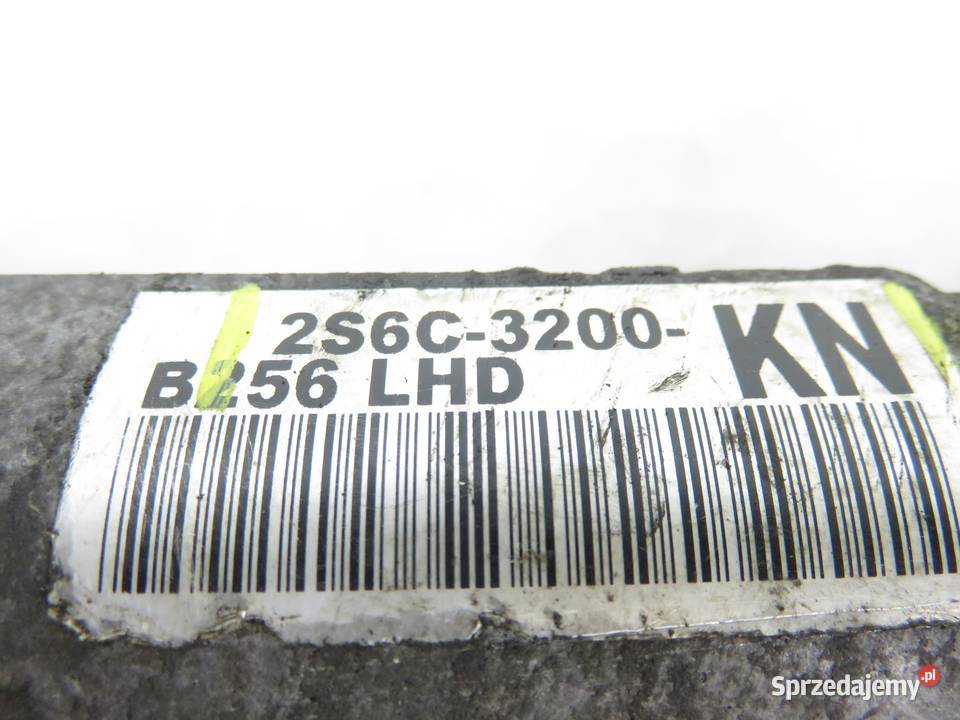 2S6C-3200-
KN
B256 LHD
Sprzedajemy.pl